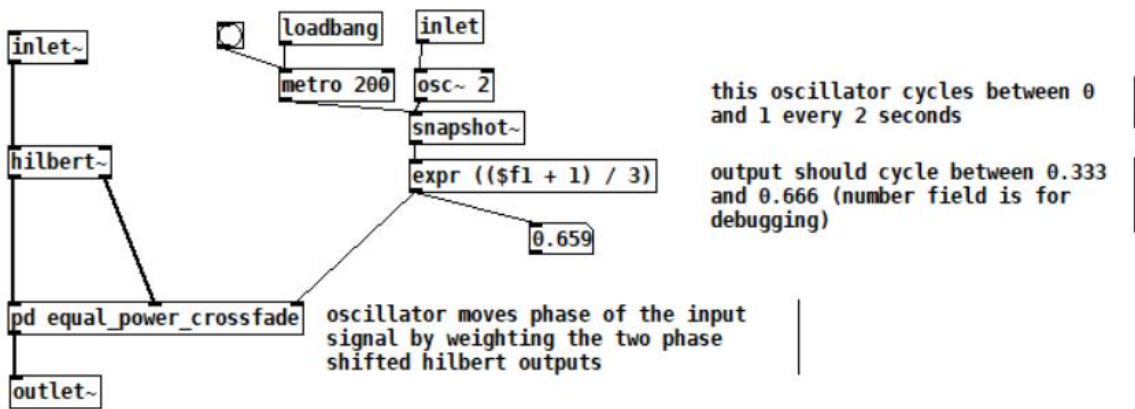 loadbang
inlet
inlet~
metro 200
osc~ 2
this oscillator cycles between 0
and 1 every 2 seconds
snapshot~
hilbert~
expr (($f1 + 1) / 3)
output should cycle between 0.333
and 0.666 (number field is for
debugging)
0.659
pd equal_power_crossfade
oscillator moves phase of the input
signal by weighting the two phase
shifted hilbert outputs
outlet~